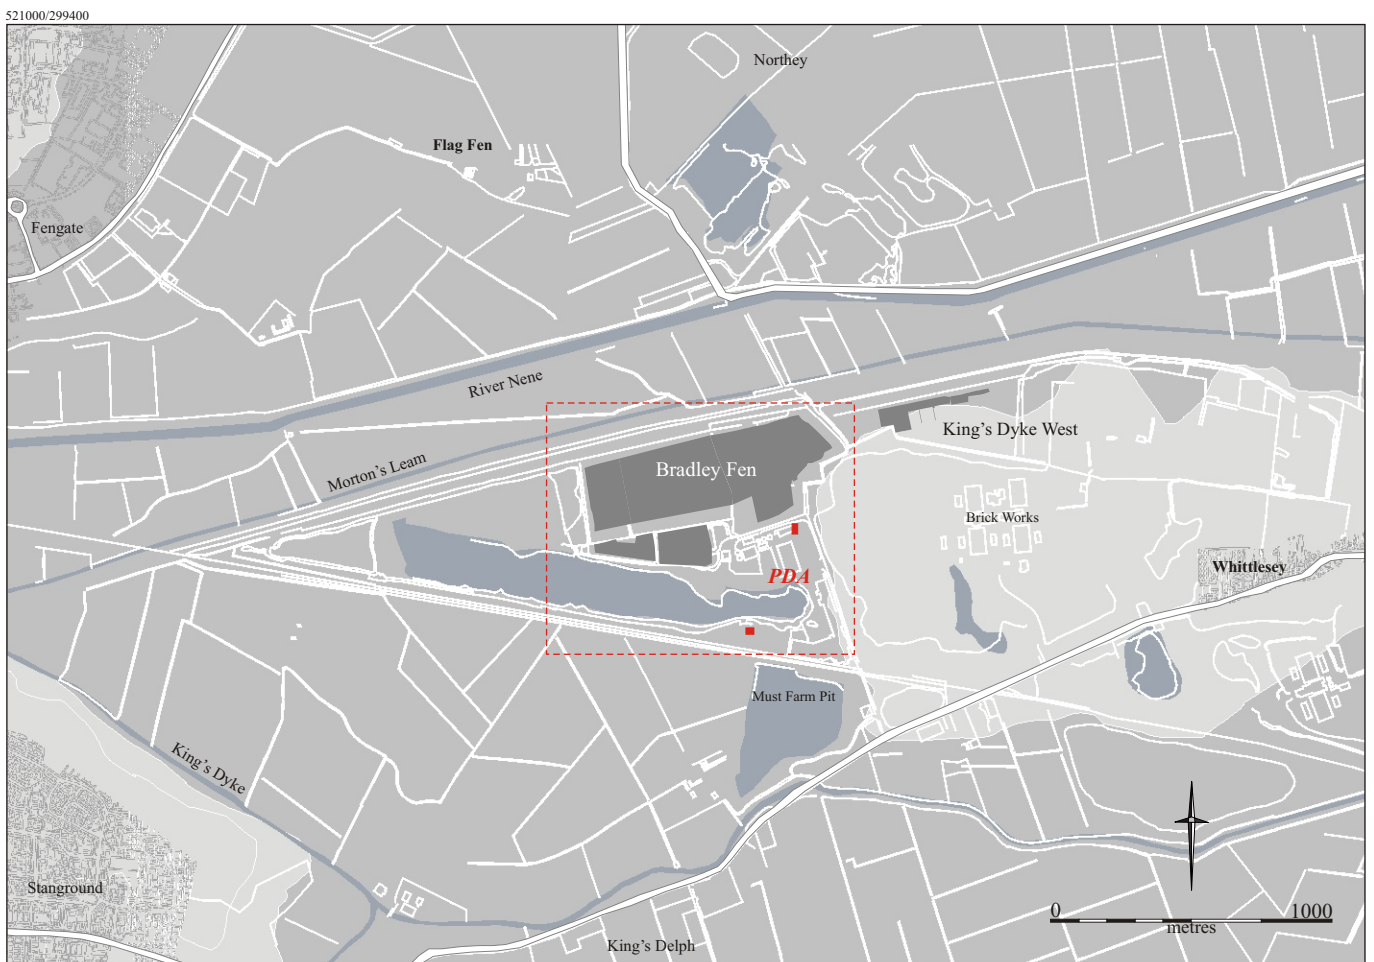 521000/299400
Northey
Flag Fen
Fengate
River Nene
King's Dyke West
Morton's Leam
Bradley Fen
Brick Works
Whittlesey
PDA
Must Farm Pit
King's Dyke
Stanground
King's Delph
0 1000
metres